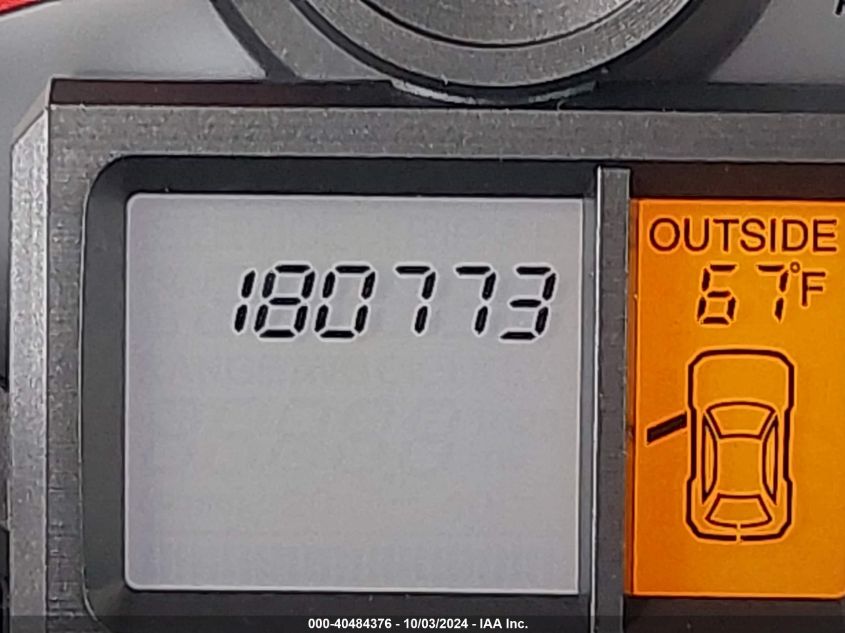 180773
OUTSIDE
67°F
000-40484376 - 10/03/2024 - IAA Inc.